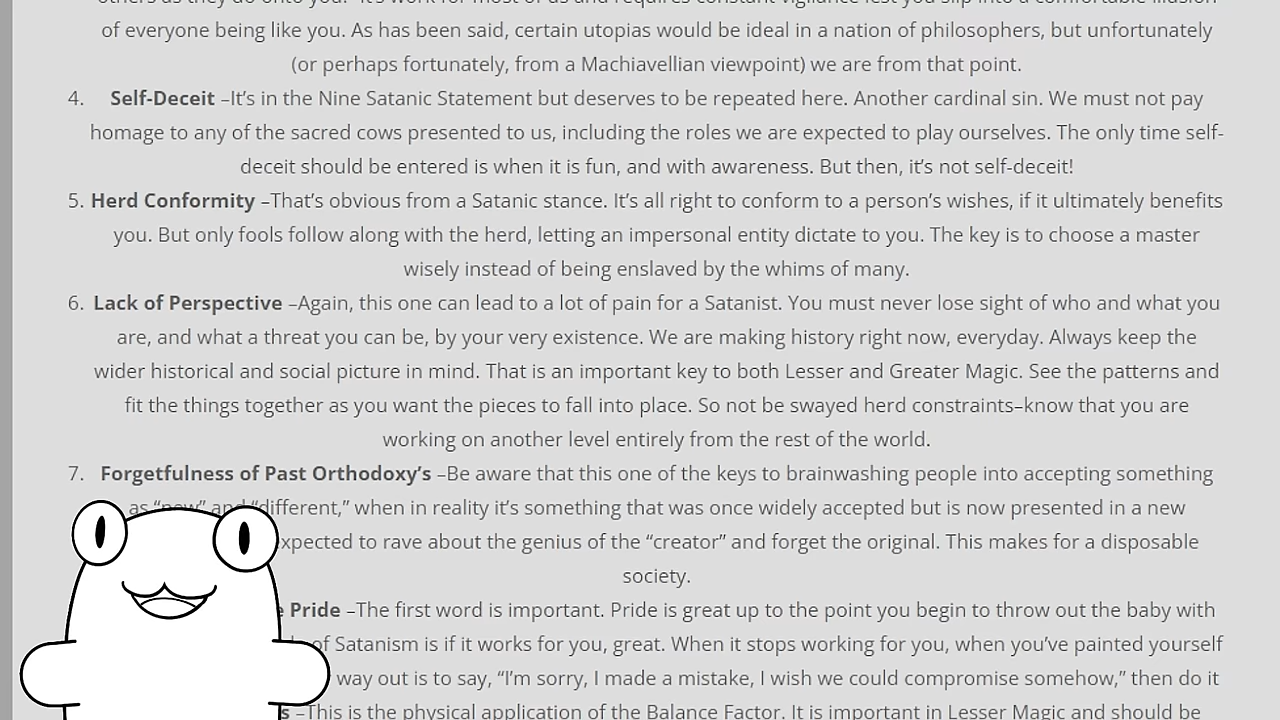 others as they do onto you." It's work for most of us and requires constant vigilance lest you slip into a comfortable illusion
of everyone being like you. As has been said, certain utopias would be ideal in a nation of philosophers, but unfortunately
(or perhaps fortunately, from a Machiavellian viewpoint) we are from that point.
4. Self-Deceit –It's in the Nine Satanic Statement but deserves to be repeated here. Another cardinal sin. We must not pay
homage to any of the sacred cows presented to us, including the roles we are expected to play ourselves. The only time self-
deceit should be entered is when it is fun, and with awareness. But then, it's not self-deceit!
5. Herd Conformity –That's obvious from a Satanic stance. It's all right to conform to a person's wishes, if it ultimately benefits
you. But only fools follow along with the herd, letting an impersonal entity dictate to you. The key is to choose a master
wisely instead of being enslaved by the whims of many.
6. Lack of Perspective –Again, this one can lead to a lot of pain for a Satanist. You must never lose sight of who and what you
are, and what a threat you can be, by your very existence. We are making history right now, everyday. Always keep the
wider historical and social picture in mind. That is an important key to both Lesser and Greater Magic. See the patterns and
fit the things together as you want the pieces to fall into place. So not be swayed herd constraints–know that you are
working on another level entirely from the rest of the world.
7. Forgetfulness of Past Orthodoxy's –Be aware that this one of the keys to brainwashing people into accepting something
as "new" and "different," when in reality it's something that was once widely accepted but is now presented in a new
xpected to rave about the genius of the "creator" and forget the original. This makes for a disposable
society.
Pride –The first word is important. Pride is great up to the point you begin to throw out the baby with
of Satanism is if it works for you, great. When it stops working for you, when you've painted yourself
way out is to say, "I'm sorry, I made a mistake, I wish we could compromise somehow," then do it
s –This is the physical application of the Balance Factor. It is important in Lesser Magic and should be